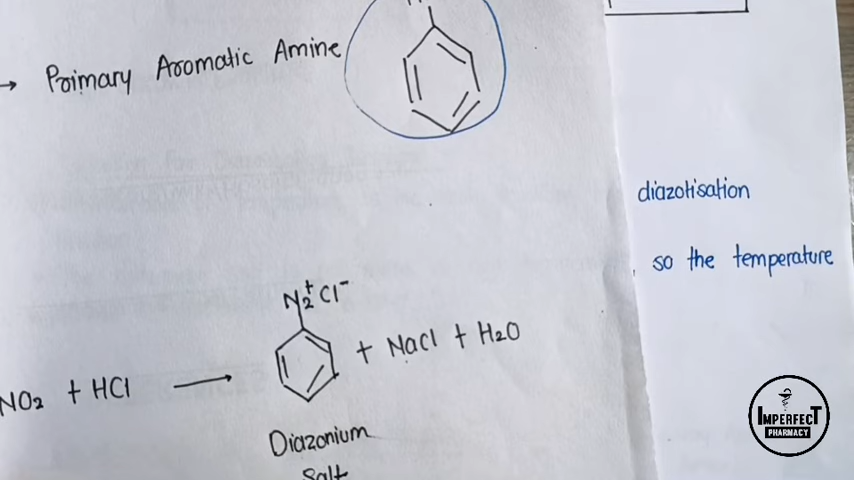 → Primary Aromatic Amine
diazotisation
so the temperature
N₂⁺Cl⁻
NO₂ + HCl ⟶ + NaCl + H₂O
Diazonium
Salt
IMPERFECT
PHARMACY